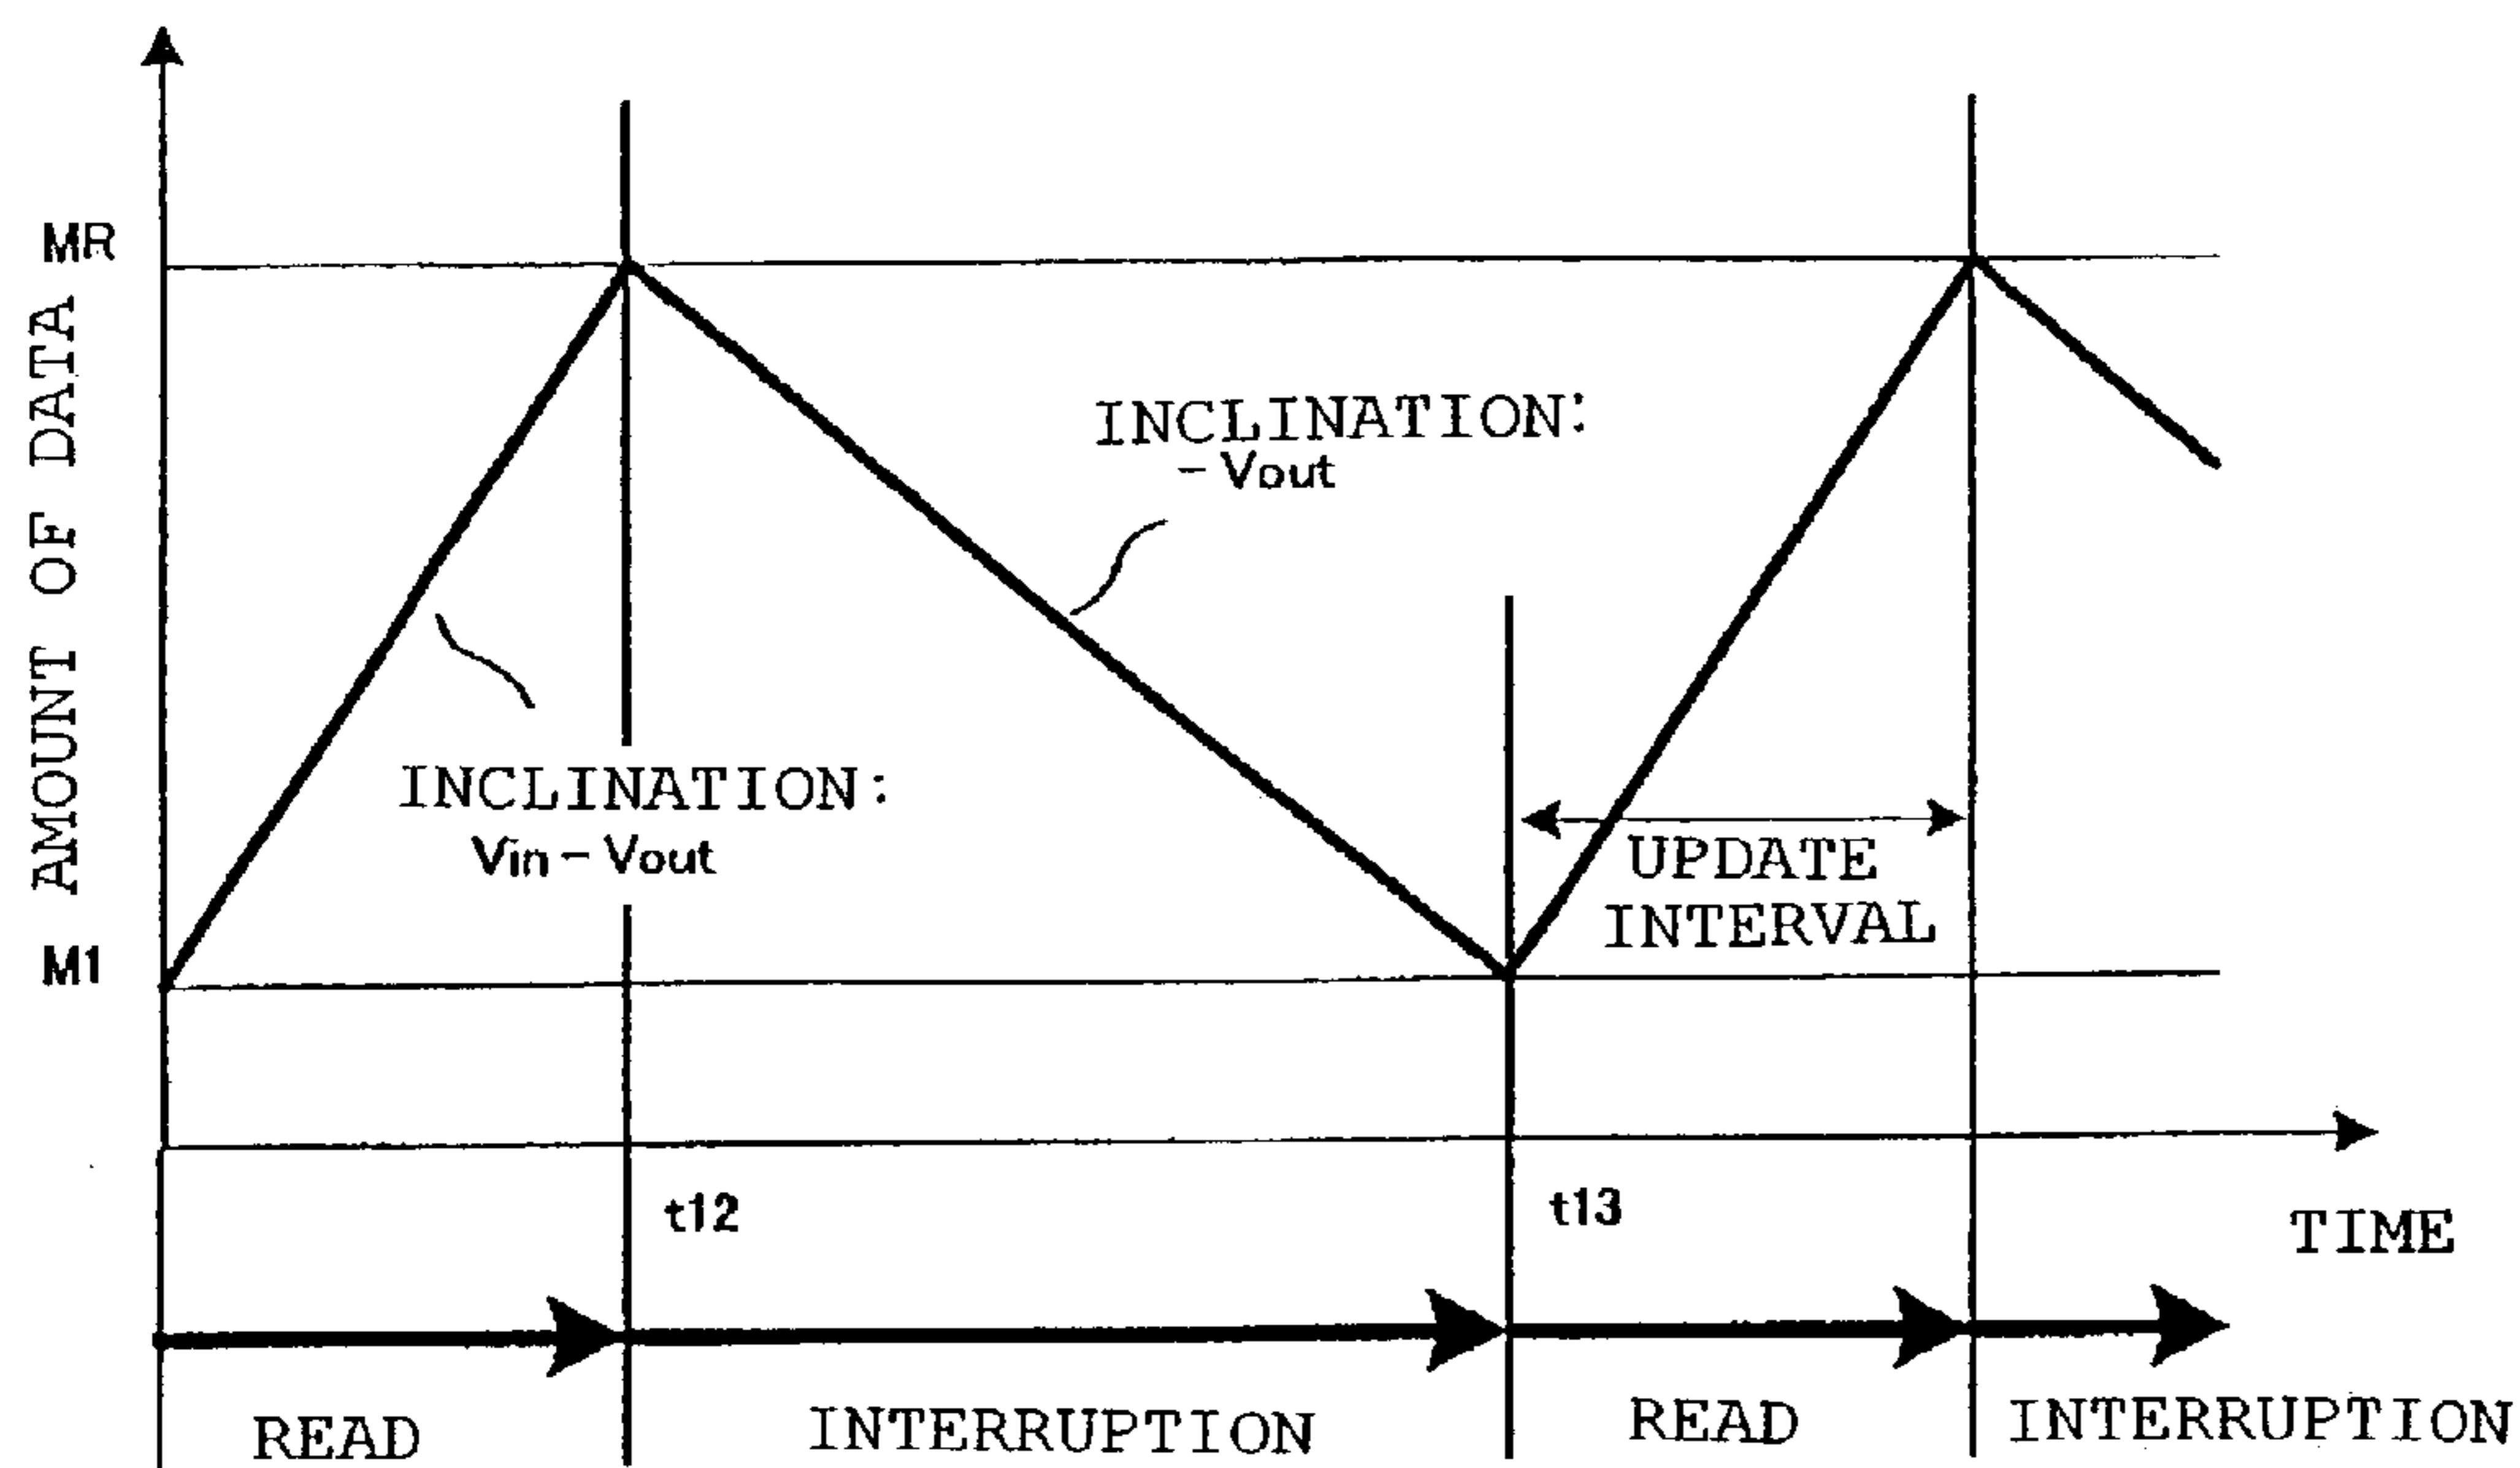 MR
AMOUNT OF DATA
M1
INCLINATION:
- Vout
INCLINATION:
Vin - Vout
UPDATE
INTERVAL
t12
t13
TIME
READ
INTERRUPTION
READ
INTERRUPTION